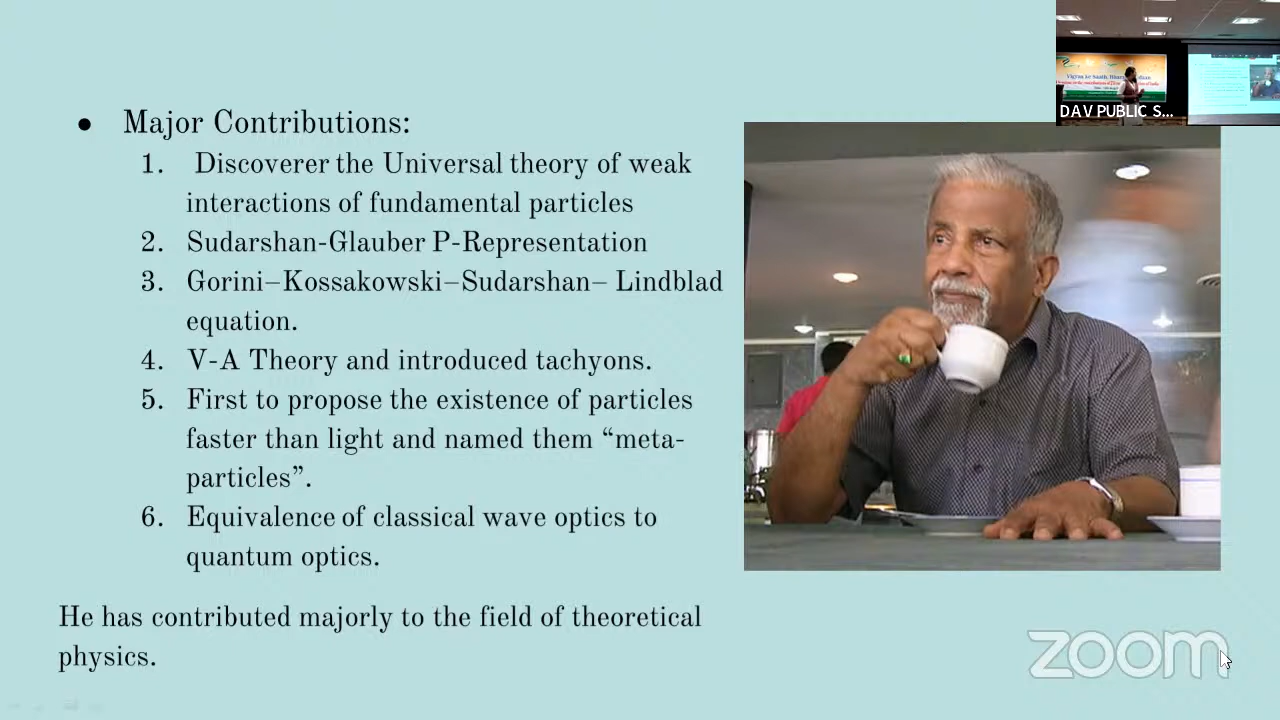 ● Major Contributions:
1. Discoverer the Universal theory of weak
interactions of fundamental particles
2. Sudarshan-Glauber P-Representation
3. Gorini–Kossakowski–Sudarshan– Lindblad
equation.
4. V-A Theory and introduced tachyons.
5. First to propose the existence of particles
faster than light and named them “meta-
particles”.
6. Equivalence of classical wave optics to
quantum optics.
He has contributed majorly to the field of theoretical
physics.
DAV PUBLIC S...
zoom